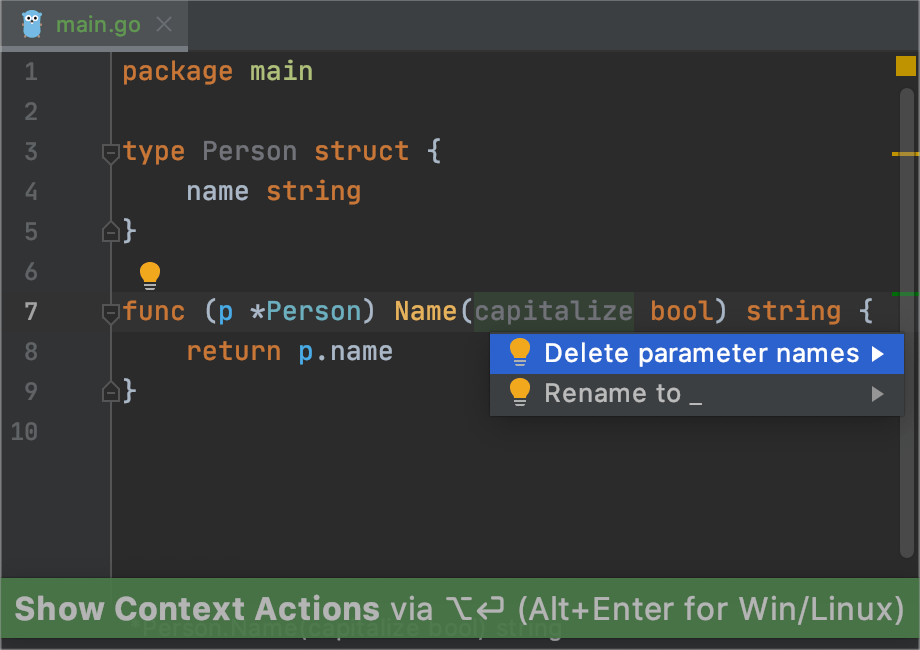 main.go
1 package main
2
3 type Person struct {
4 name string
5 }
6
7 func (p *Person) Name(capitalize bool) string {
8 return p.name
Delete parameter names
9 }
Rename to _
10
Show Context Actions via ⌥⏎ (Alt+Enter for Win/Linux)
*Person.Name(capitalize bool) string